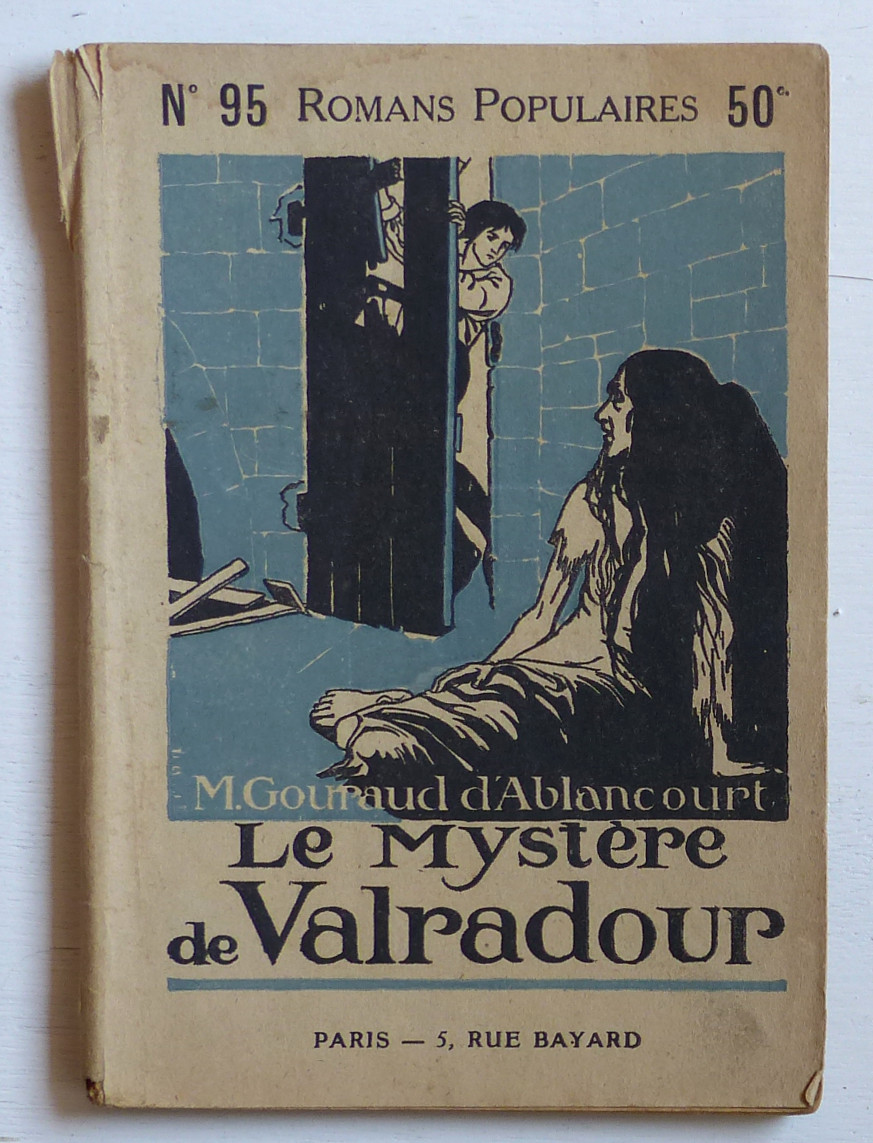 N° 95 ROMANS POPULAIRES 50c.
M. Gouraud d'Ablancourt
Le Mystère
de Valradour
PARIS — 5, RUE BAYARD